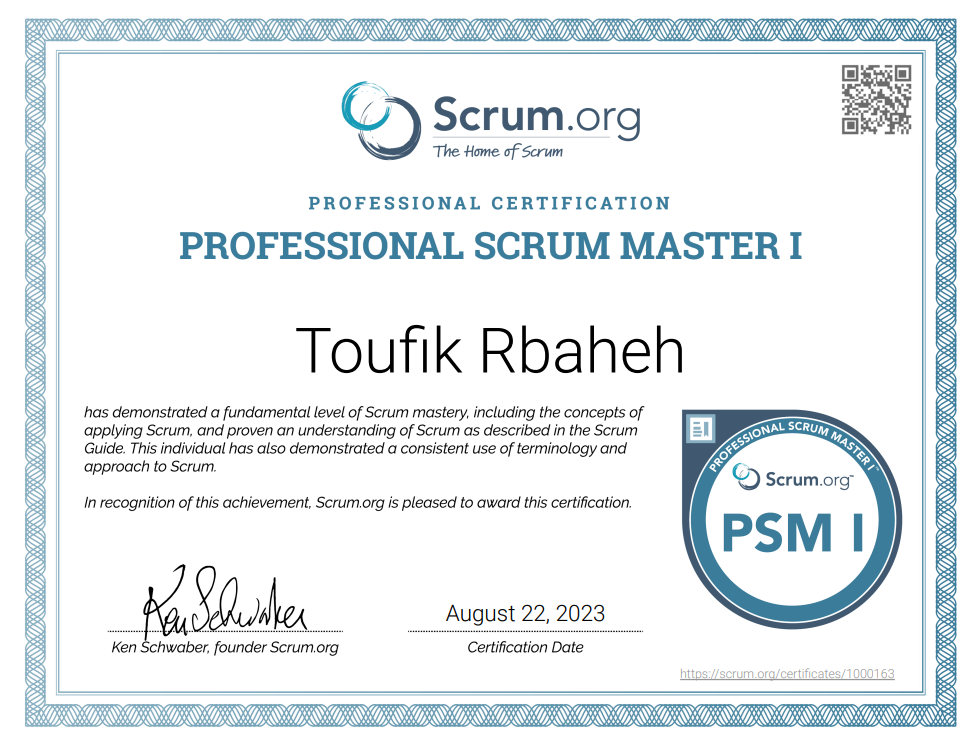 Scrum.org
The Home of Scrum
PROFESSIONAL CERTIFICATION
PROFESSIONAL SCRUM MASTER I
Toufik Rbaheh
has demonstrated a fundamental level of Scrum mastery, including the concepts of
applying Scrum, and proven an understanding of Scrum as described in the Scrum
Guide. This individual has also demonstrated a consistent use of terminology and
approach to Scrum.
In recognition of this achievement, Scrum.org is pleased to award this certification.
PROFESSIONAL SCRUM MASTER I™
Scrum.org™
PSM I
Ken Schwaber
August 22, 2023
Ken Schwaber, founder Scrum.org
Certification Date
https://scrum.org/certificates/1000163